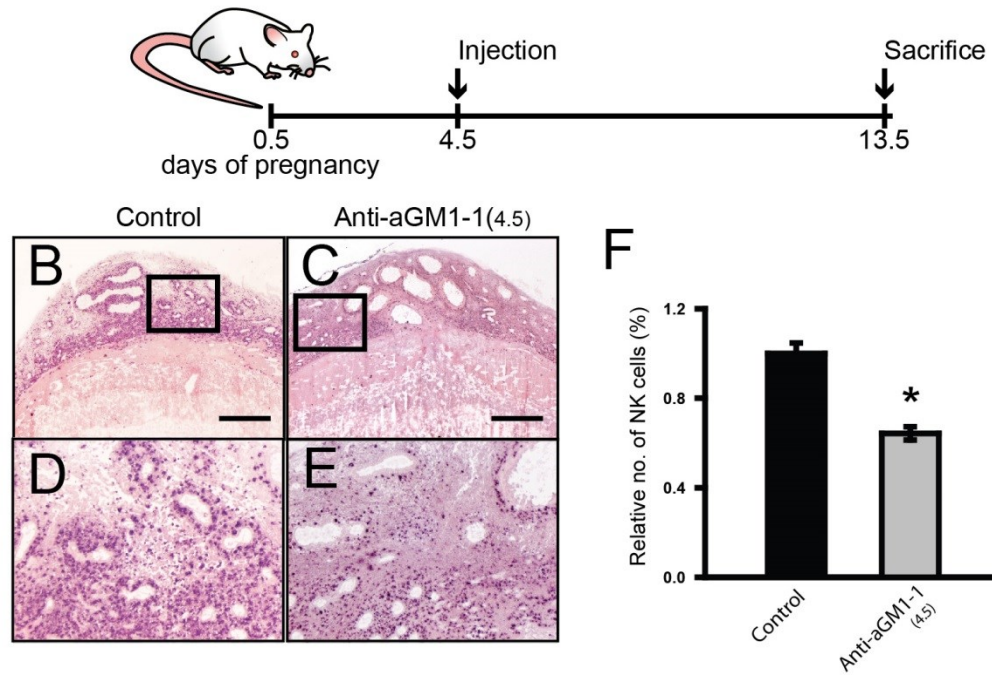 Injection
Sacrifice
0.5
4.5
13.5
days of pregnancy
Control
Anti-aGM1-1(4.5)
B
C
D
E
F
Relative no. of NK cells (%)
1.2
0.8
0.4
0.0
*
Control
Anti-aGM1-1
(4.5)